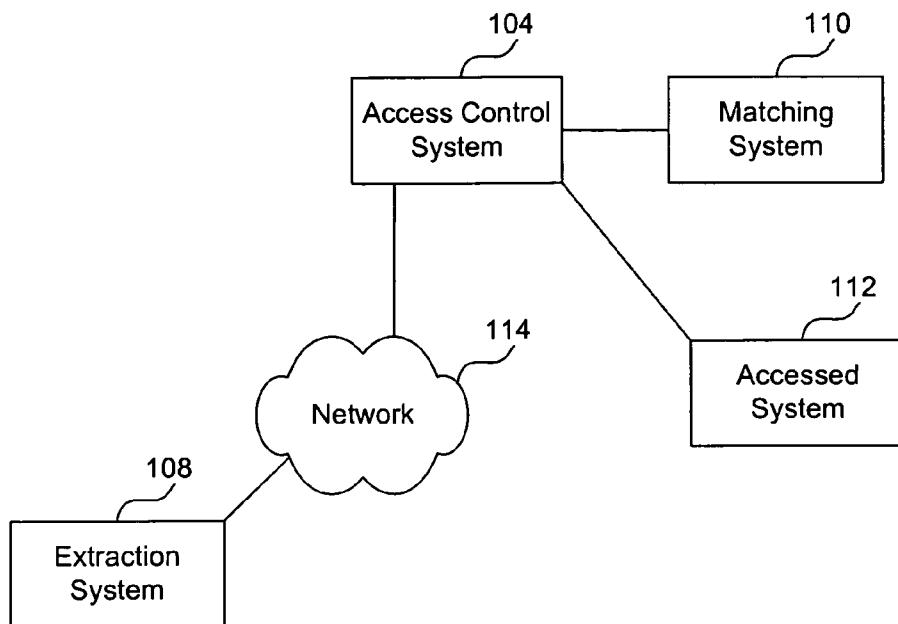 104
110
Access Control
System
Matching
System
112
114
Accessed
System
Network
108
Extraction
System